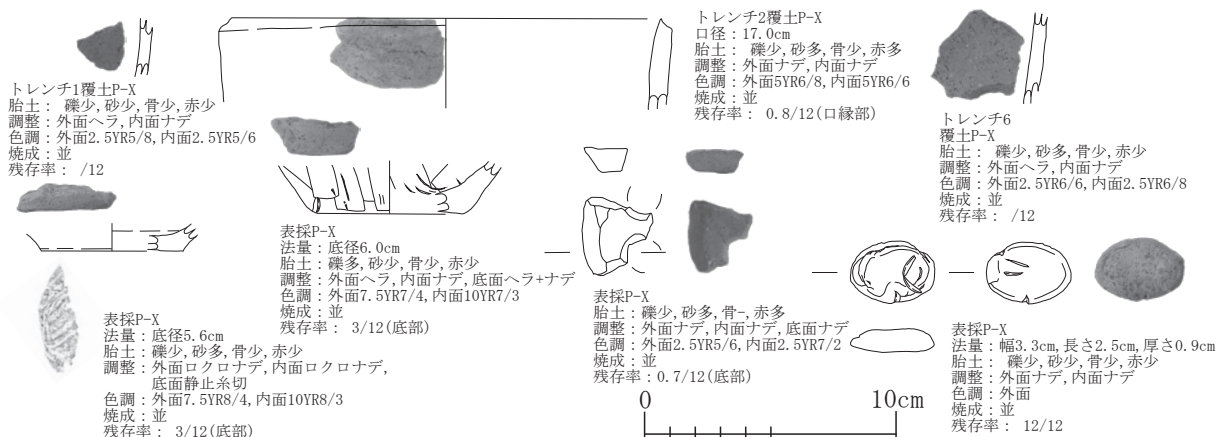 トレンチ1覆土P-X
胎土： 礫少,砂少,骨少,赤少
調整：外面ヘラ,内面ナデ
色調：外面2.5YR5/8,内面2.5YR5/6
焼成：並
残存率： /12
トレンチ2覆土P-X
口径：17.0cm
胎土： 礫少,砂多,骨少,赤多
調整：外面ナデ,内面ナデ
色調：外面5YR6/8,内面5YR6/6
焼成：並
残存率： 0.8/12(口縁部)
トレンチ6
覆土P-X
胎土： 礫少,砂多,骨少,赤少
調整：外面ヘラ,内面ナデ
色調：外面2.5YR6/6,内面2.5YR6/8
焼成：並
残存率： /12
表採P-X
法量：底径6.0cm
胎土：礫多,砂少,骨少,赤少
調整：外面ヘラ,内面ナデ,底面ヘラ+ナデ
色調：外面7.5YR7/4,内面10YR7/3
焼成：並
残存率： 3/12(底部)
表採P-X
法量：底径5.6cm
胎土：礫少,砂多,骨少,赤少
調整：外面ロクロナデ,内面ロクロナデ,
底面静止糸切
色調：外面7.5YR8/4,内面10YR8/3
焼成：並
残存率： 3/12(底部)
表採P-X
胎土：礫少,砂多,骨-,赤多
調整：外面ナデ,内面ナデ,底面ナデ
色調：外面2.5YR5/6,内面2.5YR7/2
焼成：並
残存率：0.7/12(底部)
表採P-X
法量：幅3.3cm,長さ2.5cm,厚さ0.9cm
胎土： 礫少,砂少,骨少,赤少
調整：外面ナデ,内面ナデ
色調：外面
焼成：並
残存率： 12/12
0 10cm